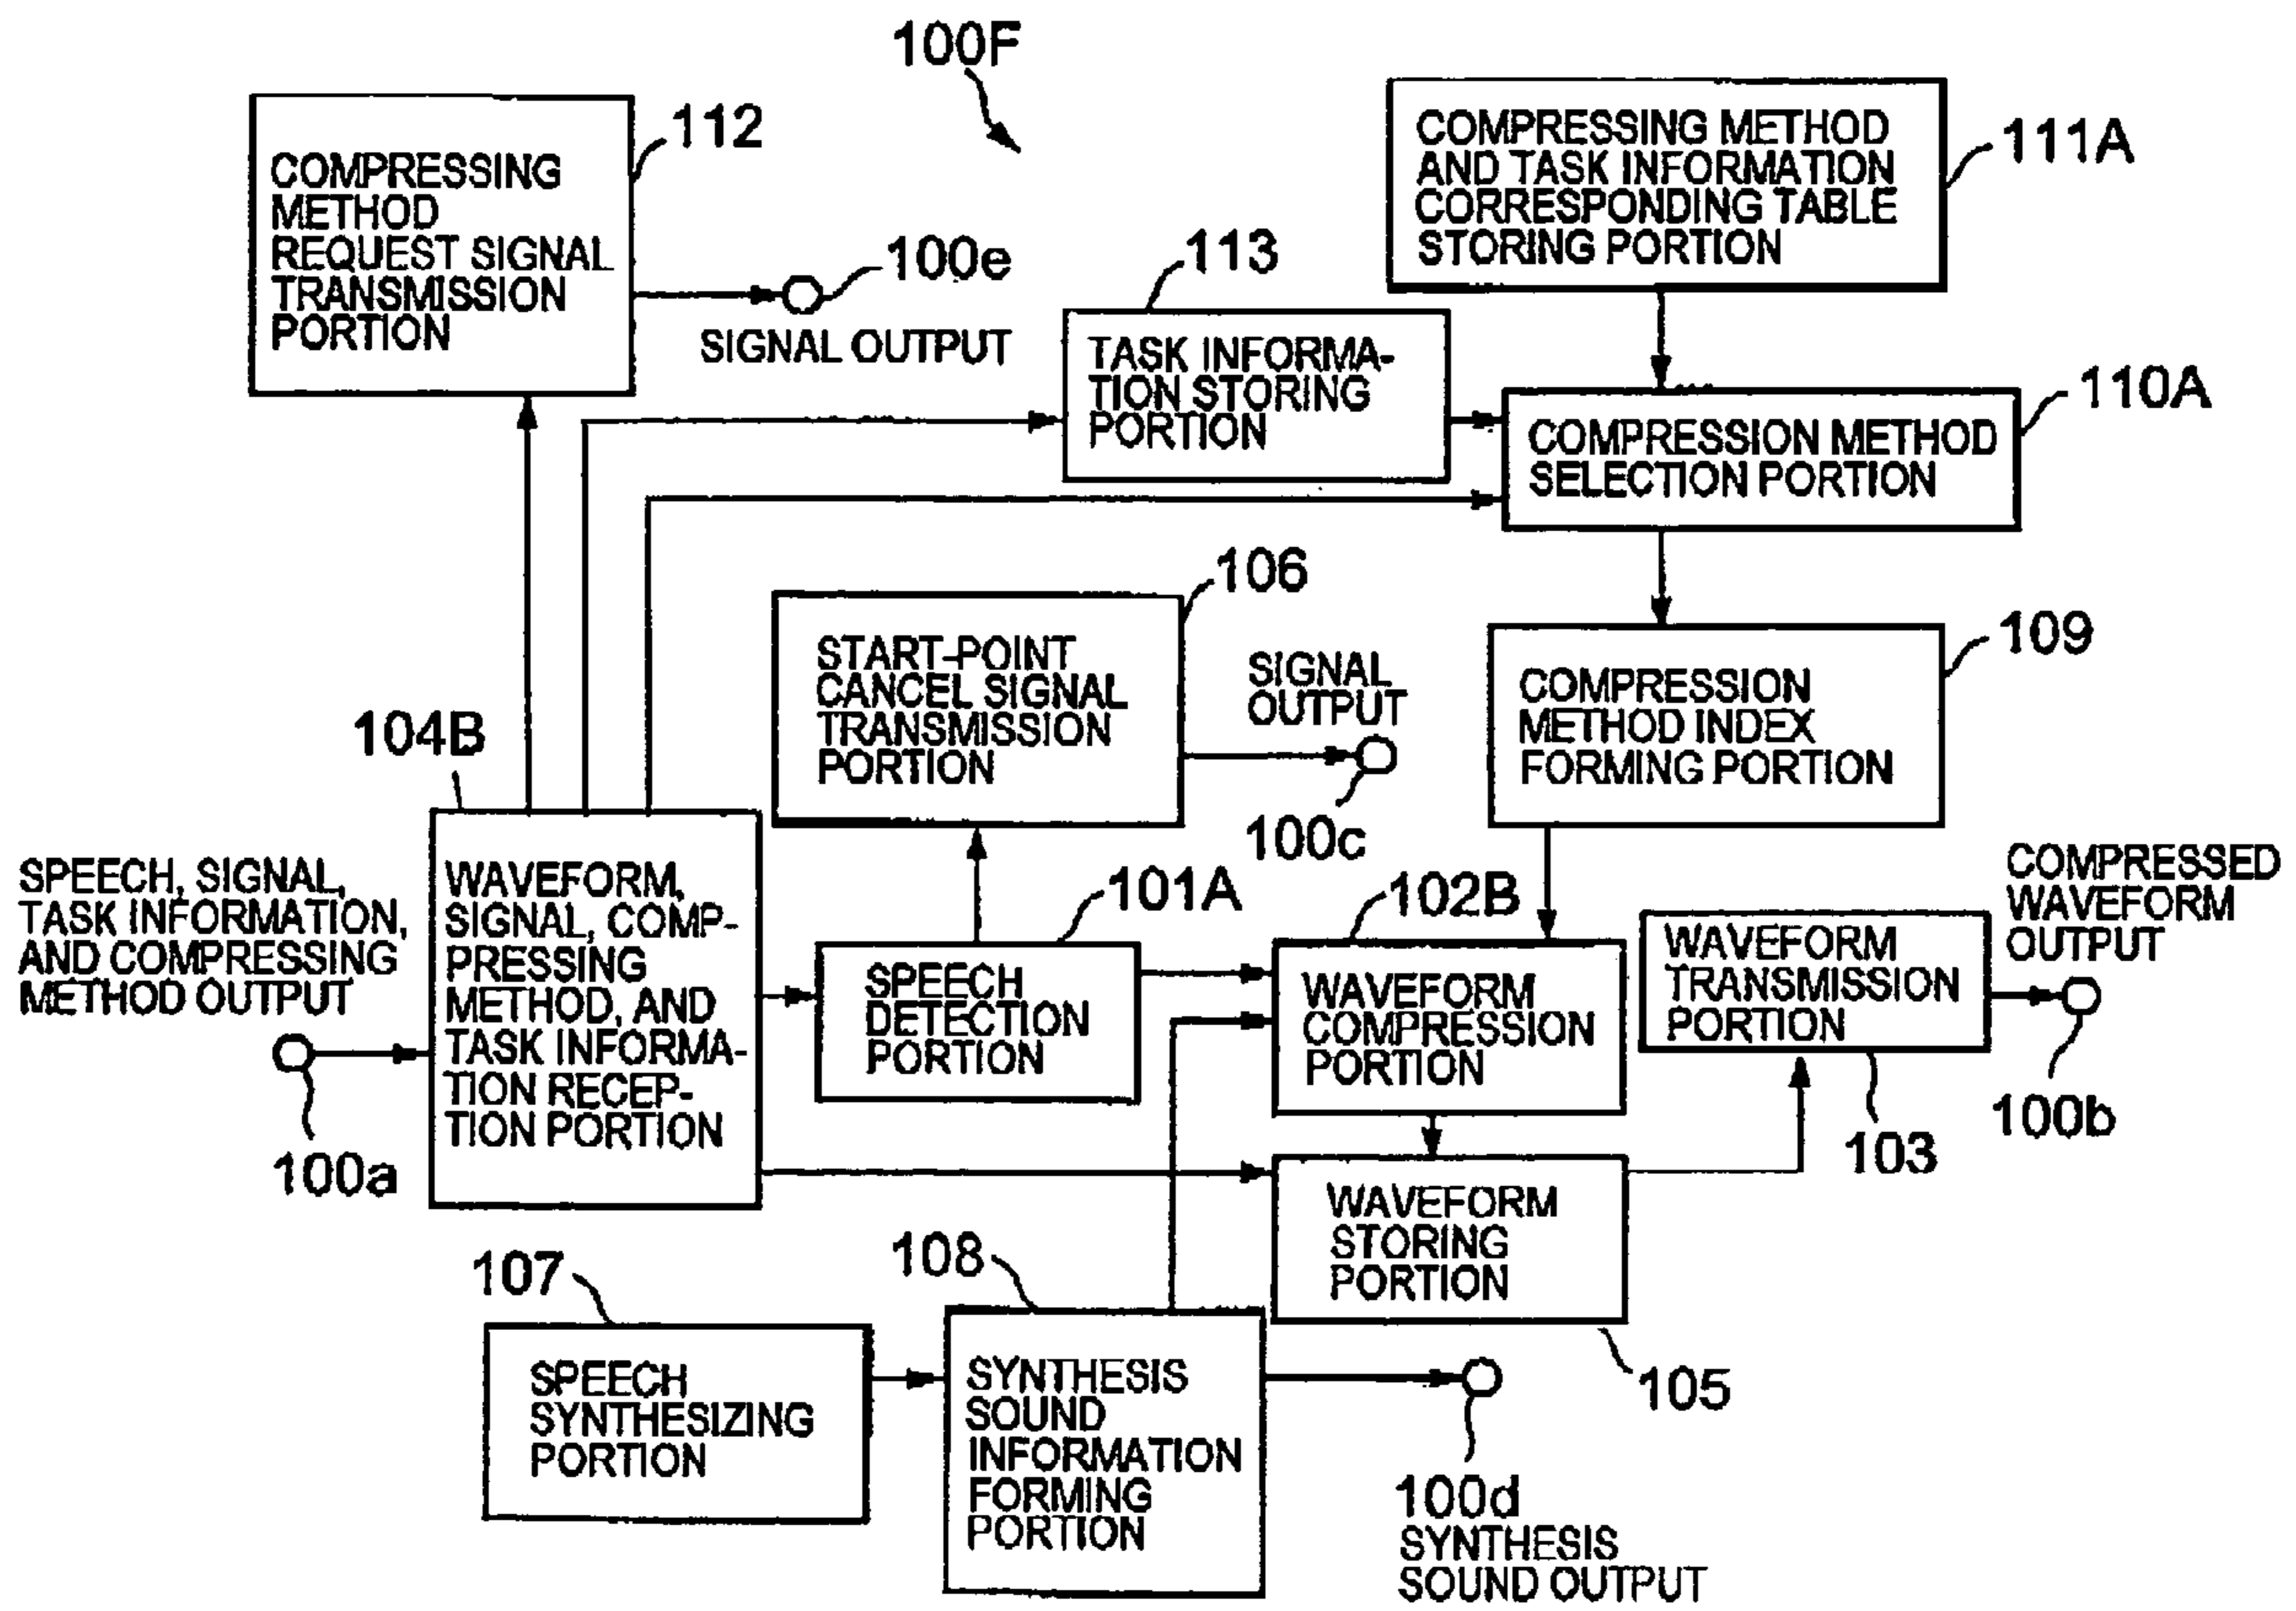 100F
112
COMPRESSING
METHOD
REQUEST SIGNAL
TRANSMISSION
PORTION
100e
SIGNAL OUTPUT
COMPRESSING METHOD
AND TASK INFORMATION
CORRESPONDING TABLE
STORING PORTION
111A
113
TASK INFORMA-
TION STORING
PORTION
110A
COMPRESSION METHOD
SELECTION PORTION
106
START-POINT
CANCEL SIGNAL
TRANSMISSION
PORTION
SIGNAL
OUTPUT
100c
109
COMPRESSION
METHOD INDEX
FORMING PORTION
104B
SPEECH, SIGNAL,
TASK INFORMATION,
AND COMPRESSING
METHOD OUTPUT
100a
WAVEFORM,
SIGNAL, COMP-
PRESSING
METHOD, AND
TASK INFORMA-
TION RECEP-
TION PORTION
101A
SPEECH
DETECTION
PORTION
102B
WAVEFORM
COMPRESSION
PORTION
WAVEFORM
TRANSMISSION
PORTION
103
COMPRESSED
WAVEFORM
OUTPUT
100b
WAVEFORM
STORING
PORTION
105
107
SPEECH
SYNTHESIZING
PORTION
108
SYNTHESIS
SOUND
INFORMATION
FORMING
PORTION
100d
SYNTHESIS
SOUND OUTPUT